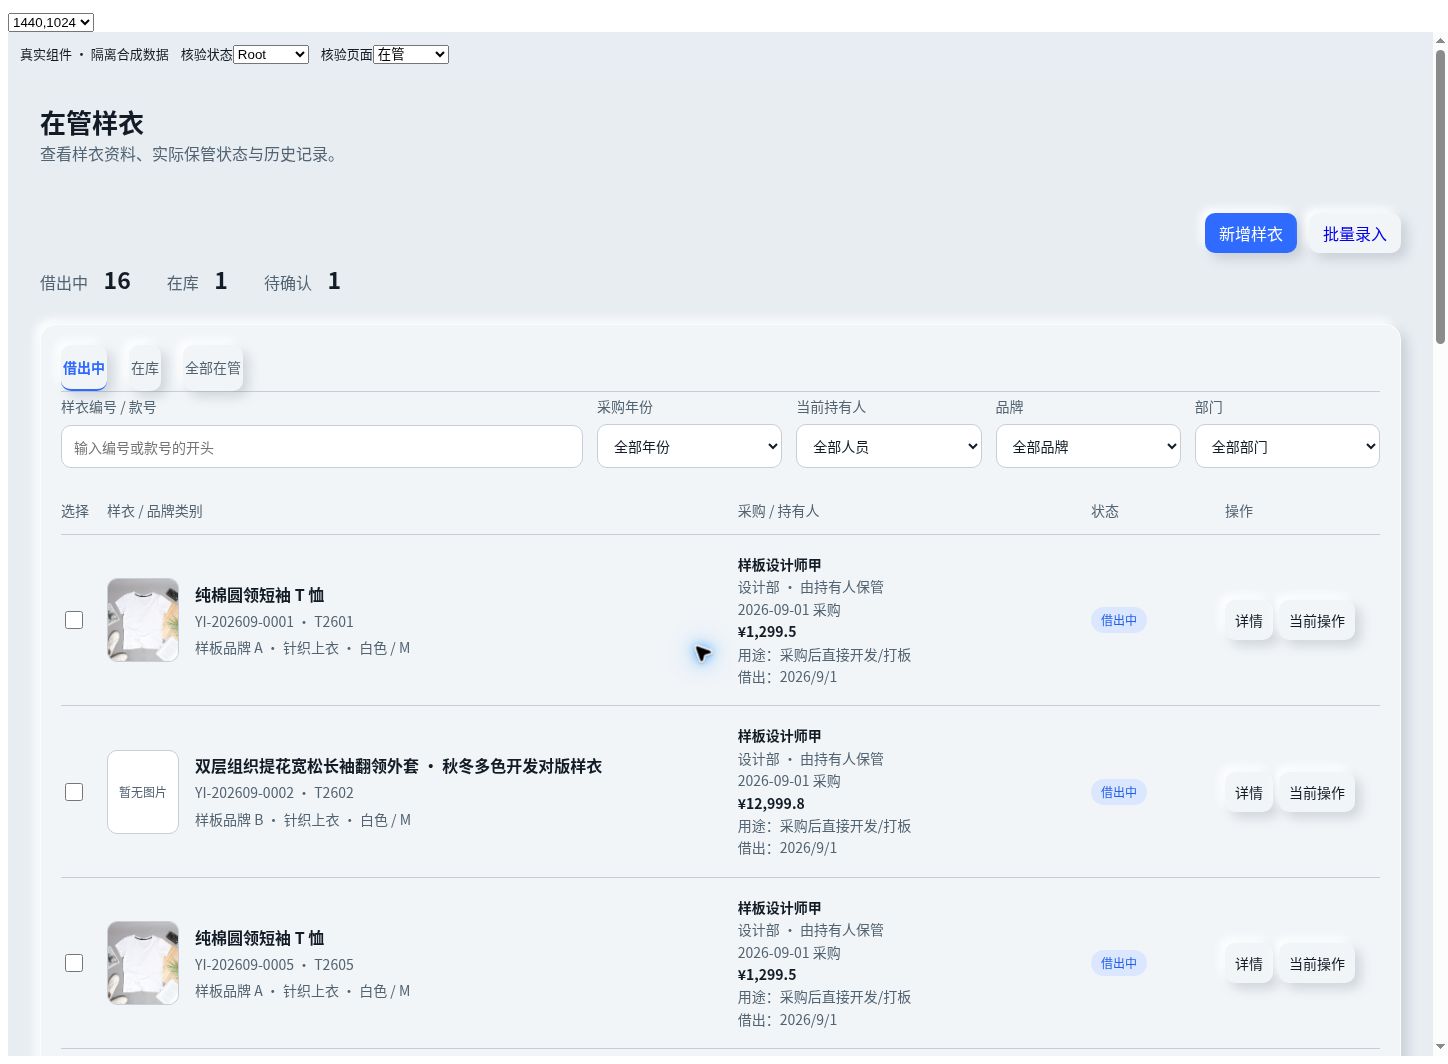 1440,1024
真实组件 · 隔离合成数据 核验状态 Root 核验页面 在管
在管样衣
查看样衣资料、实际保管状态与历史记录。
新增样衣 批量录入
借出中 16 在库 1 待确认 1
借出中 在库 全部在管
样衣编号 / 款号 采购年份 当前持有人 品牌 部门
输入编号或款号的开头 全部年份 全部人员 全部品牌 全部部门
选择 样衣 / 品牌类别 采购 / 持有人 状态 操作
纯棉圆领短袖 T 恤
YI-202609-0001 · T2601
样板品牌 A · 针织上衣 · 白色 / M
样板设计师甲
设计部 · 由持有人保管
2026-09-01 采购
¥1,299.5
用途：采购后直接开发/打板
借出：2026/9/1
借出中
详情 当前操作
暂无图片
双层组织提花宽松长袖翻领外套 · 秋冬多色开发对版样衣
YI-202609-0002 · T2602
样板品牌 B · 针织上衣 · 白色 / M
样板设计师甲
设计部 · 由持有人保管
2026-09-01 采购
¥12,999.8
用途：采购后直接开发/打板
借出：2026/9/1
借出中
详情 当前操作
纯棉圆领短袖 T 恤
YI-202609-0005 · T2605
样板品牌 A · 针织上衣 · 白色 / M
样板设计师甲
设计部 · 由持有人保管
2026-09-01 采购
¥1,299.5
用途：采购后直接开发/打板
借出：2026/9/1
借出中
详情 当前操作